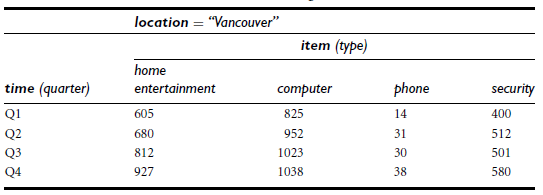 location = “Vancouver”
item (type)
home
time (quarter) entertainment computer phone security
Q1 605 825 14 400
Q2 680 952 31 512
Q3 812 1023 30 501
Q4 927 1038 38 580